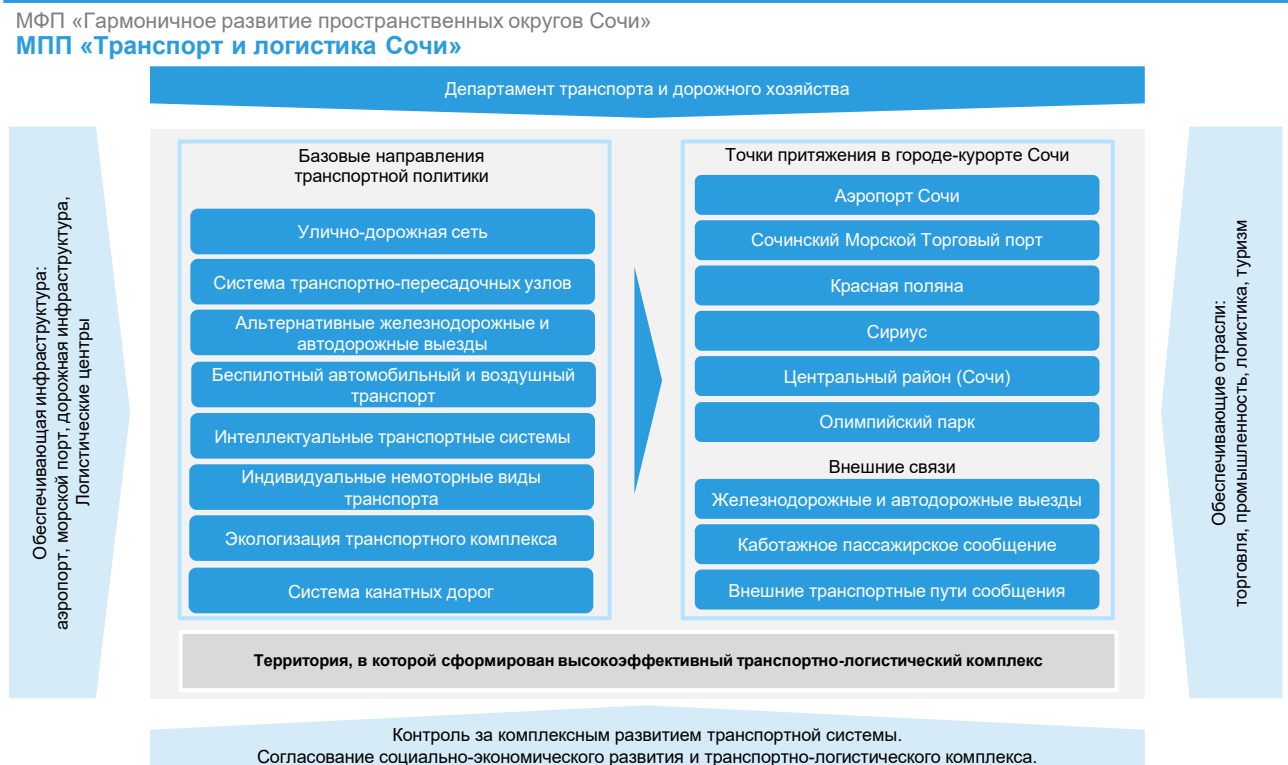 МФП «Гармоничное развитие пространственных округов Сочи»
МПП «Транспорт и логистика Сочи»
Департамент транспорта и дорожного хозяйства
Обеспечивающая инфраструктура:
аэропорт, морской порт, дорожная инфраструктура,
Логистические центры
Базовые направления
транспортной политики
Улично-дорожная сеть
Система транспортно-пересадочных узлов
Альтернативные железнодорожные и
автодорожные выезды
Беспилотный автомобильный и воздушный
транспорт
Интеллектуальные транспортные системы
Индивидуальные немоторные виды
транспорта
Экологизация транспортного комплекса
Система канатных дорог
Точки притяжения в городе-курорте Сочи
Аэропорт Сочи
Сочинский Морской Торговый порт
Красная поляна
Сириус
Центральный район (Сочи)
Олимпийский парк
Внешние связи
Железнодорожные и автодорожные выезды
Каботажное пассажирское сообщение
Внешние транспортные пути сообщения
Обеспечивающие отрасли:
торговля, промышленность, логистика, туризм
Территория, в которой сформирован высокоэффективный транспортно-логистический комплекс
Контроль за комплексным развитием транспортной системы.
Согласование социально-экономического развития и транспортно-логистического комплекса.